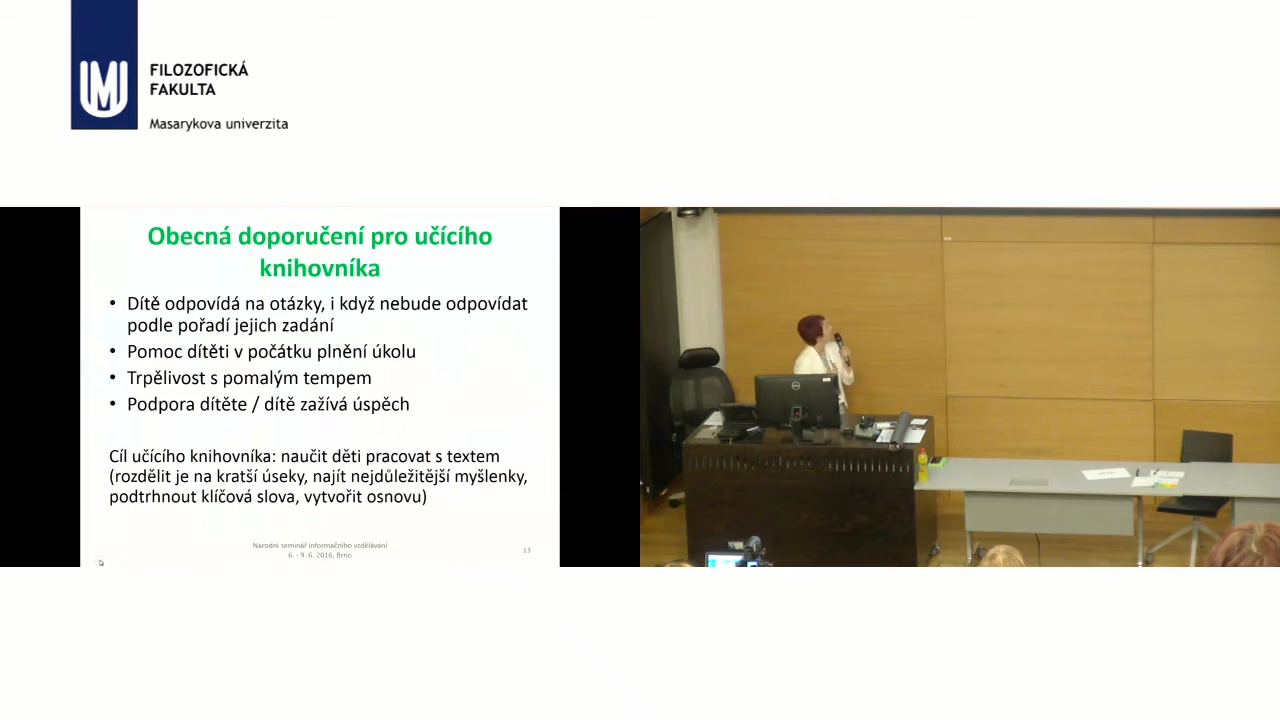 FILOZOFICKÁ
FAKULTA
Masarykova univerzita
Obecná doporučení pro učícího
knihovníka
• Dítě odpovídá na otázky, i když nebude odpovídat
podle pořadí jejich zadání
• Pomoc dítěti v počátku plnění úkolu
• Trpělivost s pomalým tempem
• Podpora dítěte / dítě zažívá úspěch
Cíl učícího knihovníka: naučit děti pracovat s textem
(rozdělit je na kratší úseky, najít nejdůležitější myšlenky,
podtrhnout klíčová slova, vytvořit osnovu)
Národní seminář informačního vzdělávání
6. - 9. 6. 2016, Brno
13